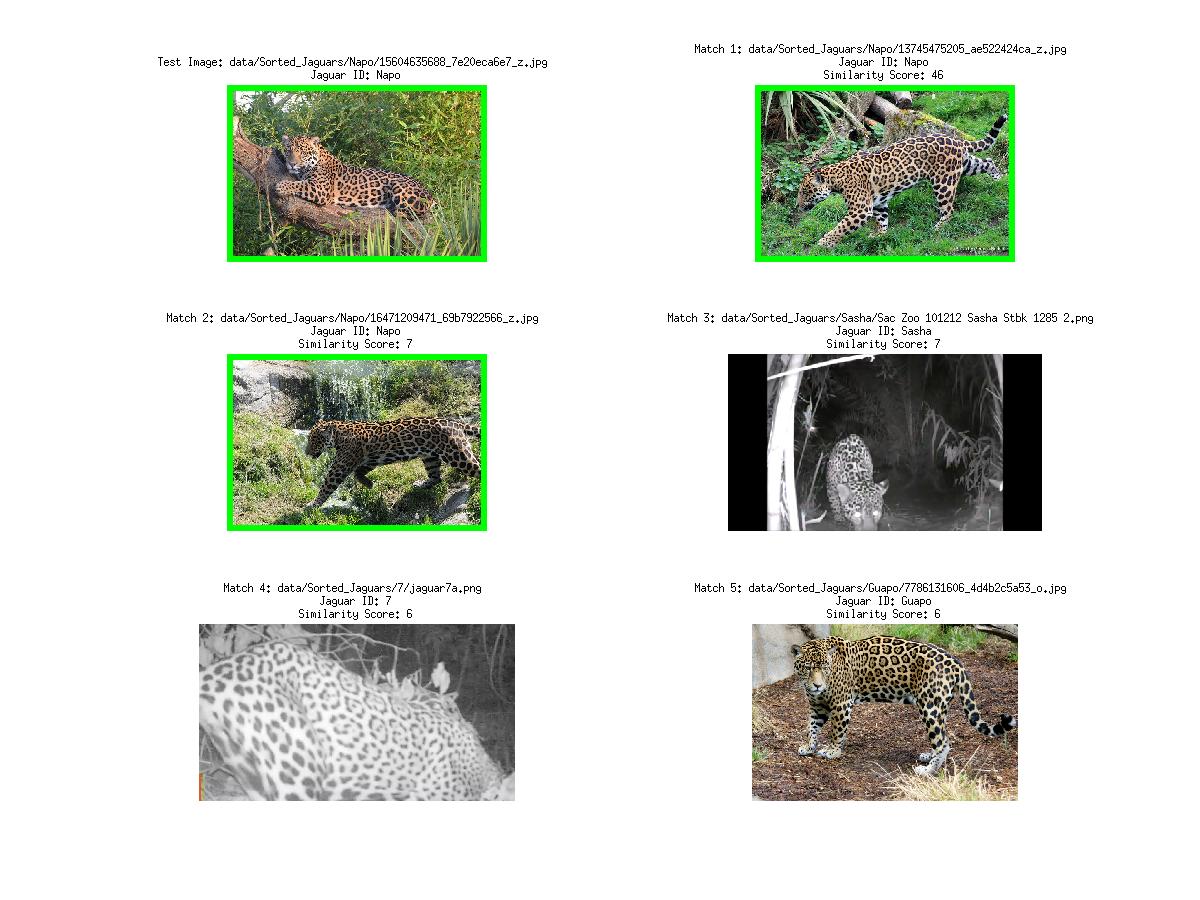 Test Image: data/Sorted_Jaguars/Napo/15604635688_7e20eca6e7_z.jpg
Jaguar ID: Napo
Match 1: data/Sorted_Jaguars/Napo/13745475205_ae522424ca_z.jpg
Jaguar ID: Napo
Similarity Score: 46
Match 2: data/Sorted_Jaguars/Napo/16471209471_69b7922566_z.jpg
Jaguar ID: Napo
Similarity Score: 7
Match 3: data/Sorted_Jaguars/Sasha/Sac Zoo 101212 Sasha Stbk 1285 2.png
Jaguar ID: Sasha
Similarity Score: 7
Match 4: data/Sorted_Jaguars/7/jaguar7a.png
Jaguar ID: 7
Similarity Score: 6
Match 5: data/Sorted_Jaguars/Guapo/7786131606_4d4b2c5a53_o.jpg
Jaguar ID: Guapo
Similarity Score: 6